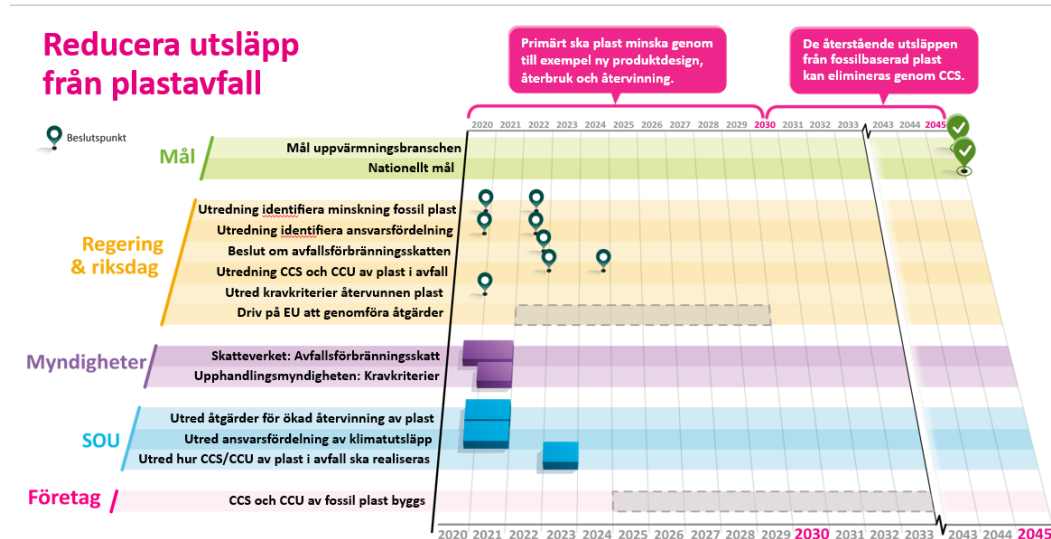 Reducera utsläpp
från plastavfall
Primärt ska plast minska genom
till exempel ny produktdesign,
återbruk och återvinning.
De återstående utsläppen
från fossilbaserad plast
kan elimineras genom CCS.
Beslutspunkt
2020 2021 2022 2023 2024 2025 2026 2027 2028 2029 2030 2031 2032 2033 2043 2044 2045
Mål
Mål uppvärmningsbranschen
Nationellt mål
Regering
& riksdag
Utredning identifiera minskning fossil plast
Utredning identifiera ansvarsfördelning
Beslut om avfallsförbränningsskatten
Utredning CCS och CCU av plast i avfall
Utred kravkriterier återvunnen plast
Driv på EU att genomföra åtgärder
Myndigheter
Skatteverket: Avfallsförbränningsskatt
Upphandlingsmyndigheten: Kravkriterier
SOU
Utred åtgärder för ökad återvinning av plast
Utred ansvarsfördelning av klimatutsläpp
Utred hur CCS/CCU av plast i avfall ska realiseras
Företag
CCS och CCU av fossil plast byggs
2020 2021 2022 2023 2024 2025 2026 2027 2028 2029 2030 2031 2032 2033 2043 2044 2045